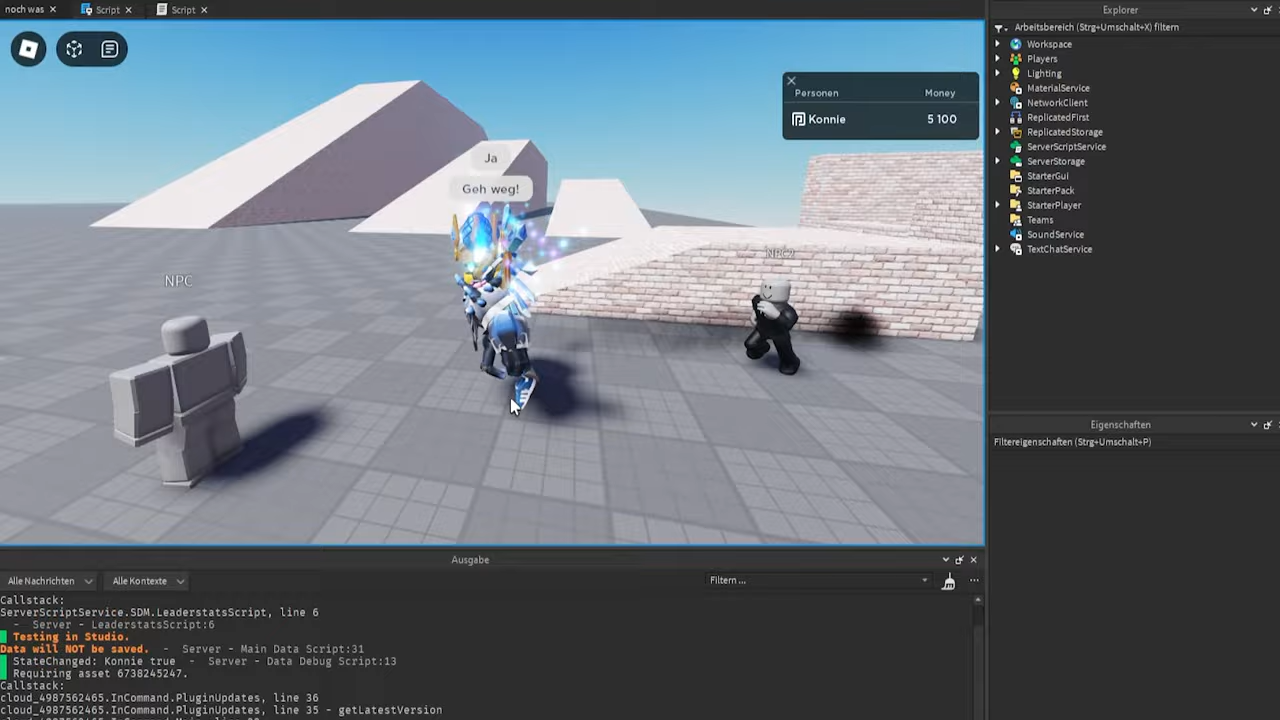 noch was
Script
Script
Explorer
Arbeitsbereich (Strg+Umschalt+X) filtern
Workspace
Players
Lighting
MaterialService
NetworkClient
ReplicatedFirst
ReplicatedStorage
ServerScriptService
ServerStorage
StarterGui
StarterPack
StarterPlayer
Teams
SoundService
TextChatService
Personen Money
Konnie 5 100
Ja
Geh weg!
NPC
NPC2
Eigenschaften
Filtereigenschaften (Strg+Umschalt+P)
Ausgabe
Alle Nachrichten
Alle Kontexte
Filtern ...
Callstack:
ServerScriptService.SDM.LeaderstatsScript, line 6
- Server - LeaderstatsScript:6
Testing in Studio.
Data will NOT be saved. - Server - Main Data Script:31
StateChanged: Konnie true - Server - Data Debug Script:13
Requiring asset 6738245247.
Callstack:
cloud_4987562465.InCommand.PluginUpdates, line 36
cloud_4987562465.InCommand.PluginUpdates, line 35 - getLatestVersion